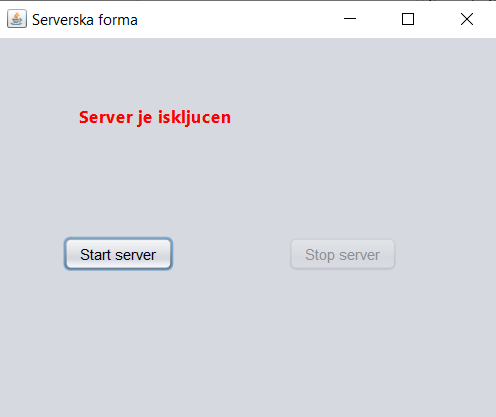 Serverska forma
Server je iskljucen
Start server
Stop server